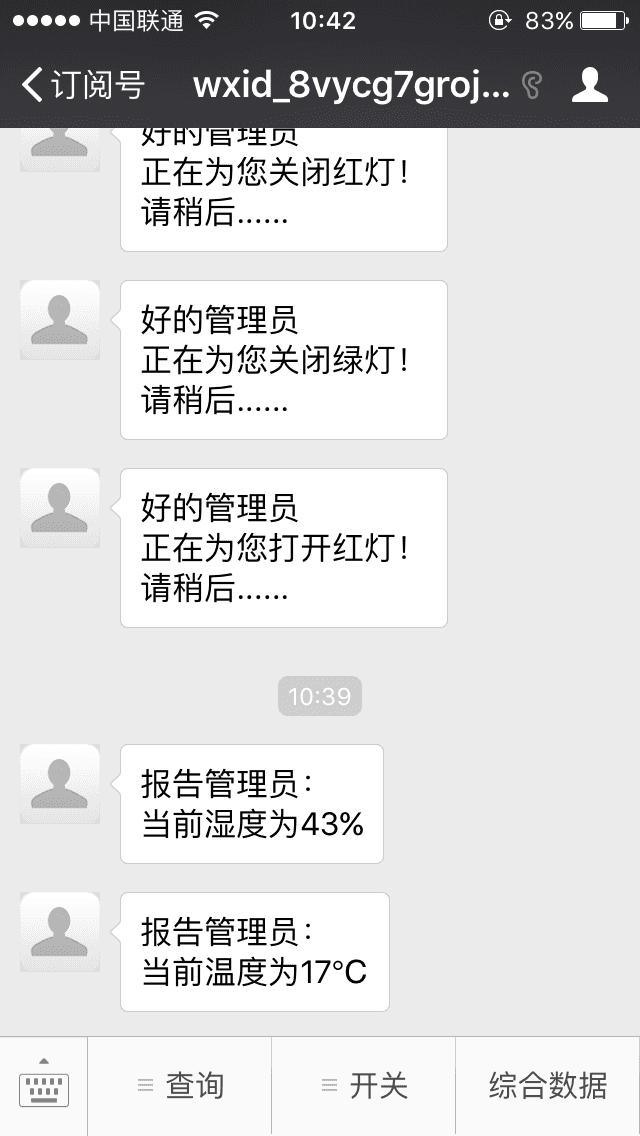 中国联通 10:42 83%
订阅号 wxid_8vycg7groj...
好的管理员
正在为您关闭红灯！
请稍后……
好的管理员
正在为您关闭绿灯！
请稍后……
好的管理员
正在为您打开红灯！
请稍后……
10:39
报告管理员：
当前湿度为43%
报告管理员：
当前温度为17℃
查询 开关 综合数据